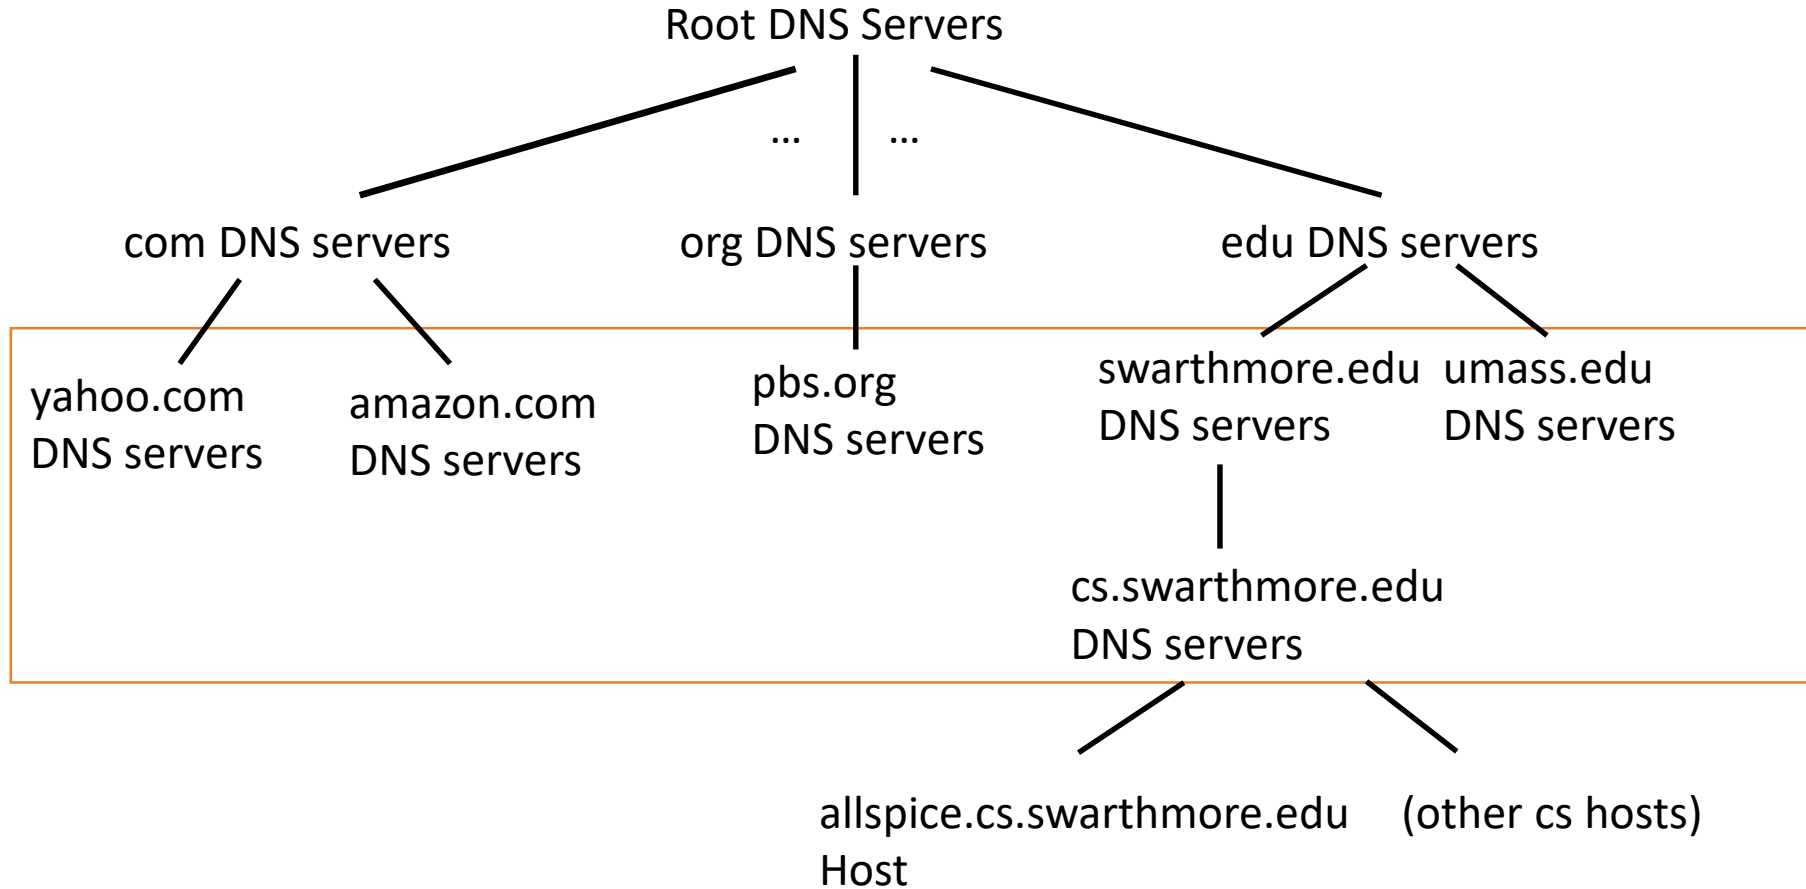 Root DNS Servers
... ...
com DNS servers
org DNS servers
edu DNS servers
yahoo.com
DNS servers
amazon.com
DNS servers
pbs.org
DNS servers
swarthmore.edu
DNS servers
umass.edu
DNS servers
cs.swarthmore.edu
DNS servers
allspice.cs.swarthmore.edu
Host
(other cs hosts)